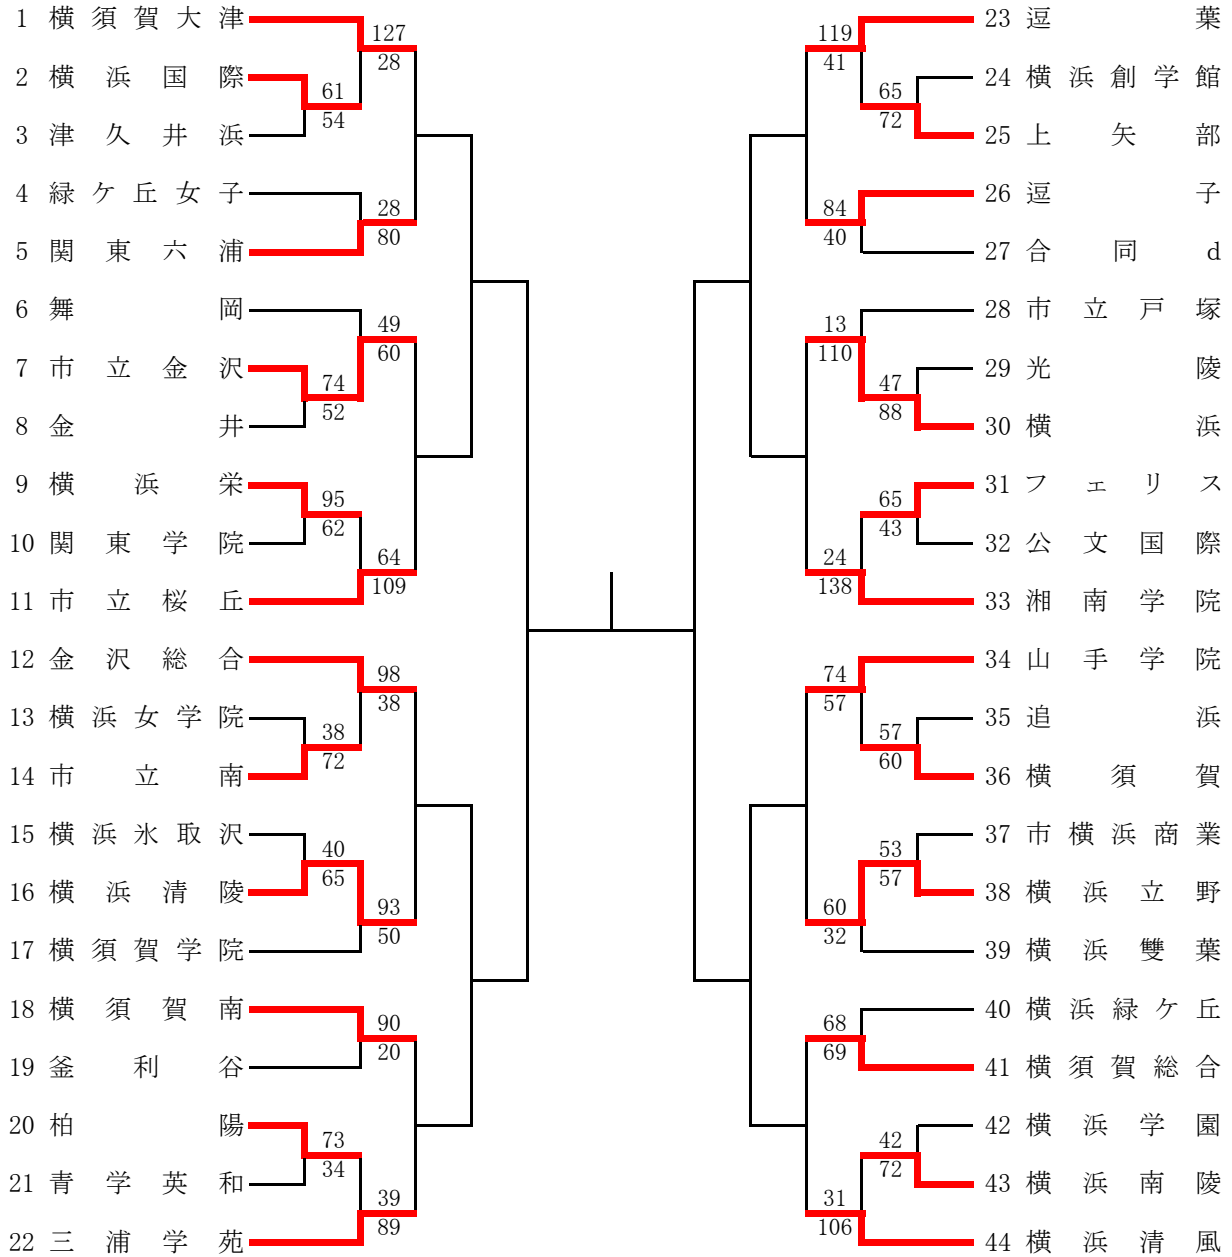 1 横須賀大津
127
28
2 横浜国際
61
54
3 津久井浜
4 緑ケ丘女子
28
80
5 関東六浦
6 舞岡
49
60
7 市立金沢
74
52
8 金井
9 横浜栄
95
62
10 関東学院
64
109
11 市立桜丘
12 金沢総合
98
38
13 横浜女学院
38
72
14 市立南
15 横浜氷取沢
40
65
16 横浜清陵
93
50
17 横須賀学院
18 横須賀南
90
20
19 釜利谷
20 柏陽
73
34
21 青学英和
39
89
22 三浦学苑
23 逗葉
119
41
24 横浜創学館
65
72
25 上矢部
26 逗子
84
40
27 合同d
28 市立戸塚
13
110
29 光陵
47
88
30 横浜
31 フェリス
65
43
32 公文国際
24
138
33 湘南学院
34 山手学院
74
57
35 追浜
57
60
36 横須賀
37 市横浜商業
53
57
38 横浜立野
60
32
39 横浜雙葉
40 横浜緑ケ丘
68
69
41 横須賀総合
42 横浜学園
42
72
43 横浜南陵
31
106
44 横浜清風